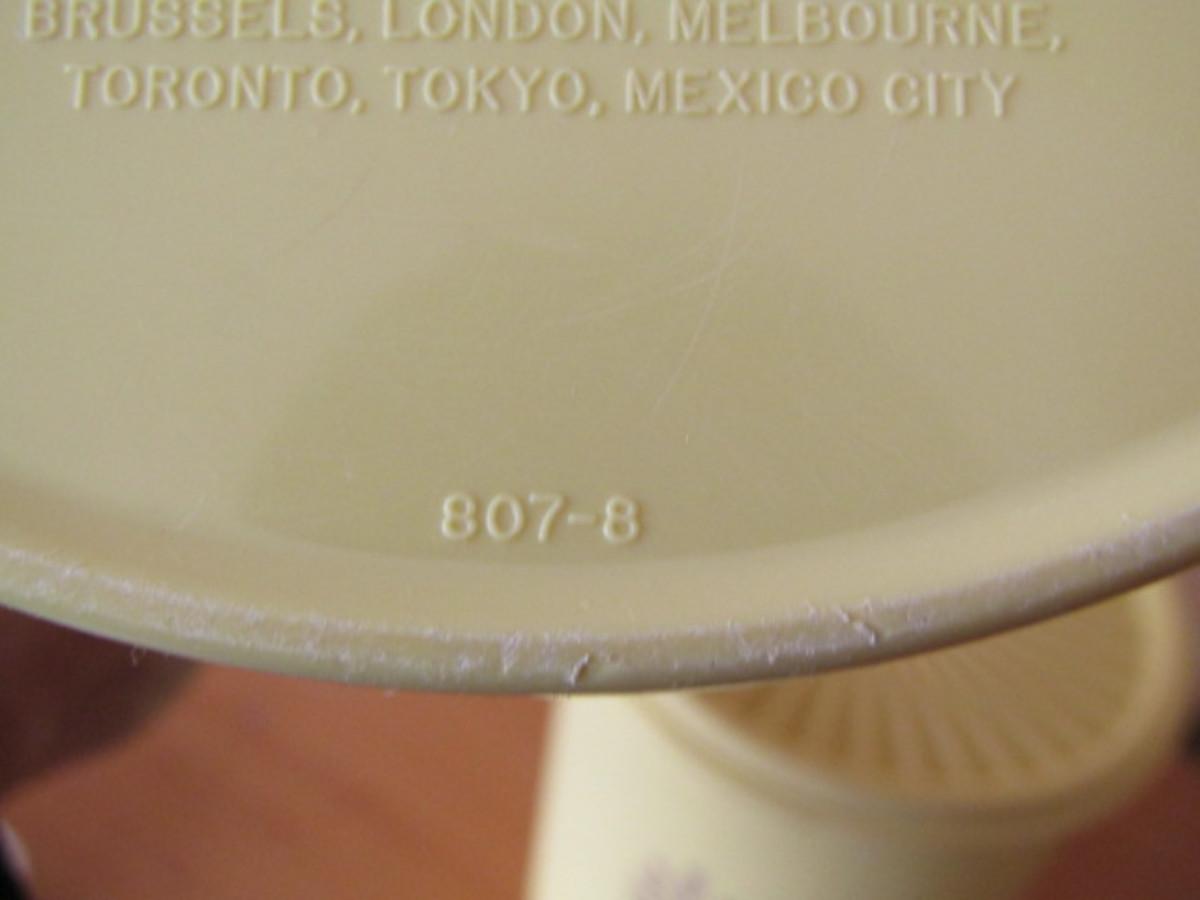 BRUSSELS, LONDON, MELBOURNE,
TORONTO, TOKYO, MEXICO CITY
807-8